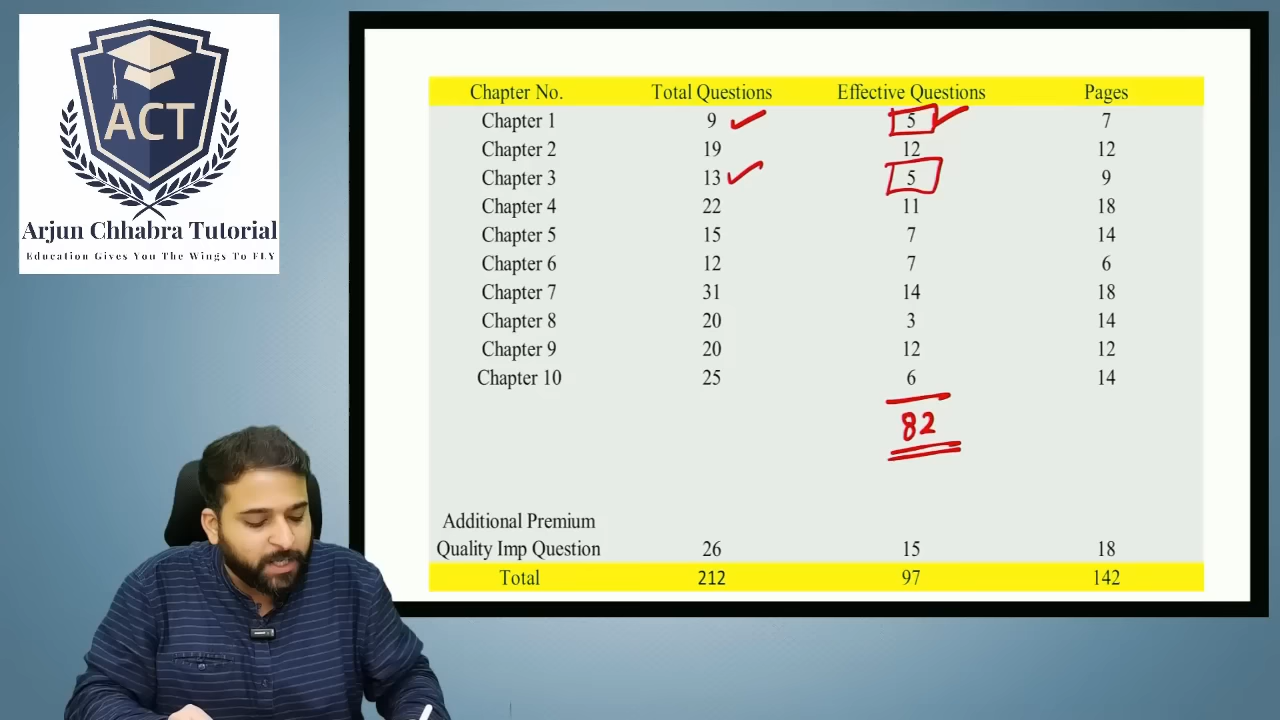 ACT
Arjun Chhabra Tutorial
Education Gives You The Wings To FLY
Chapter No. Total Questions Effective Questions Pages
Chapter 1 9 5 7
Chapter 2 19 12 12
Chapter 3 13 5 9
Chapter 4 22 11 18
Chapter 5 15 7 14
Chapter 6 12 7 6
Chapter 7 31 14 18
Chapter 8 20 3 14
Chapter 9 20 12 12
Chapter 10 25 6 14
82
Additional Premium
Quality Imp Question 26 15 18
Total 212 97 142